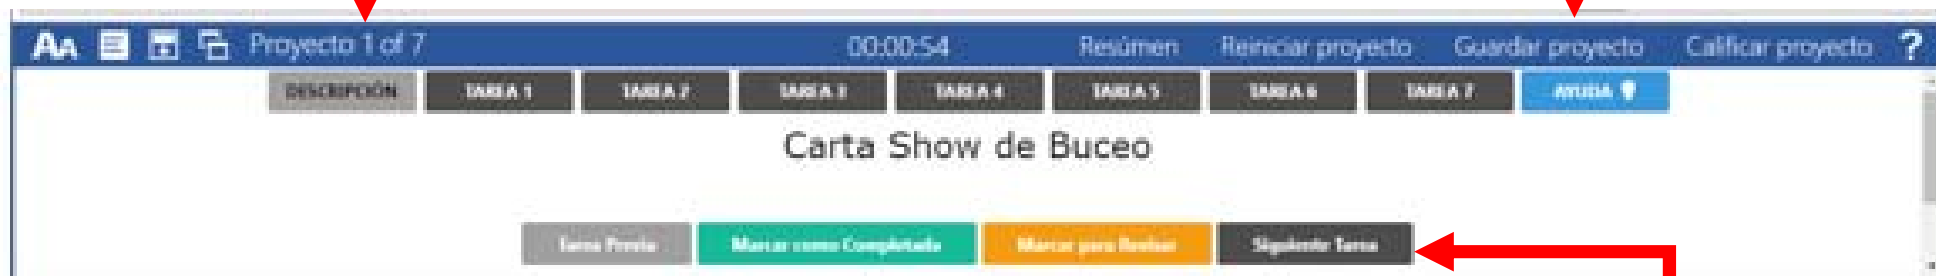 AA Proyecto 1 of 7 00:00:54 Resúmen Reiniciar proyecto Guardar proyecto Calificar proyecto ?
DESCRIPCIÓN TAREA 1 TAREA 2 TAREA 3 TAREA 4 TAREA 5 TAREA 6 TAREA 7 AYUDA
Carta Show de Buceo
Tarea Previa Marcar como Completada Marcar para Revisar Siguiente Tarea